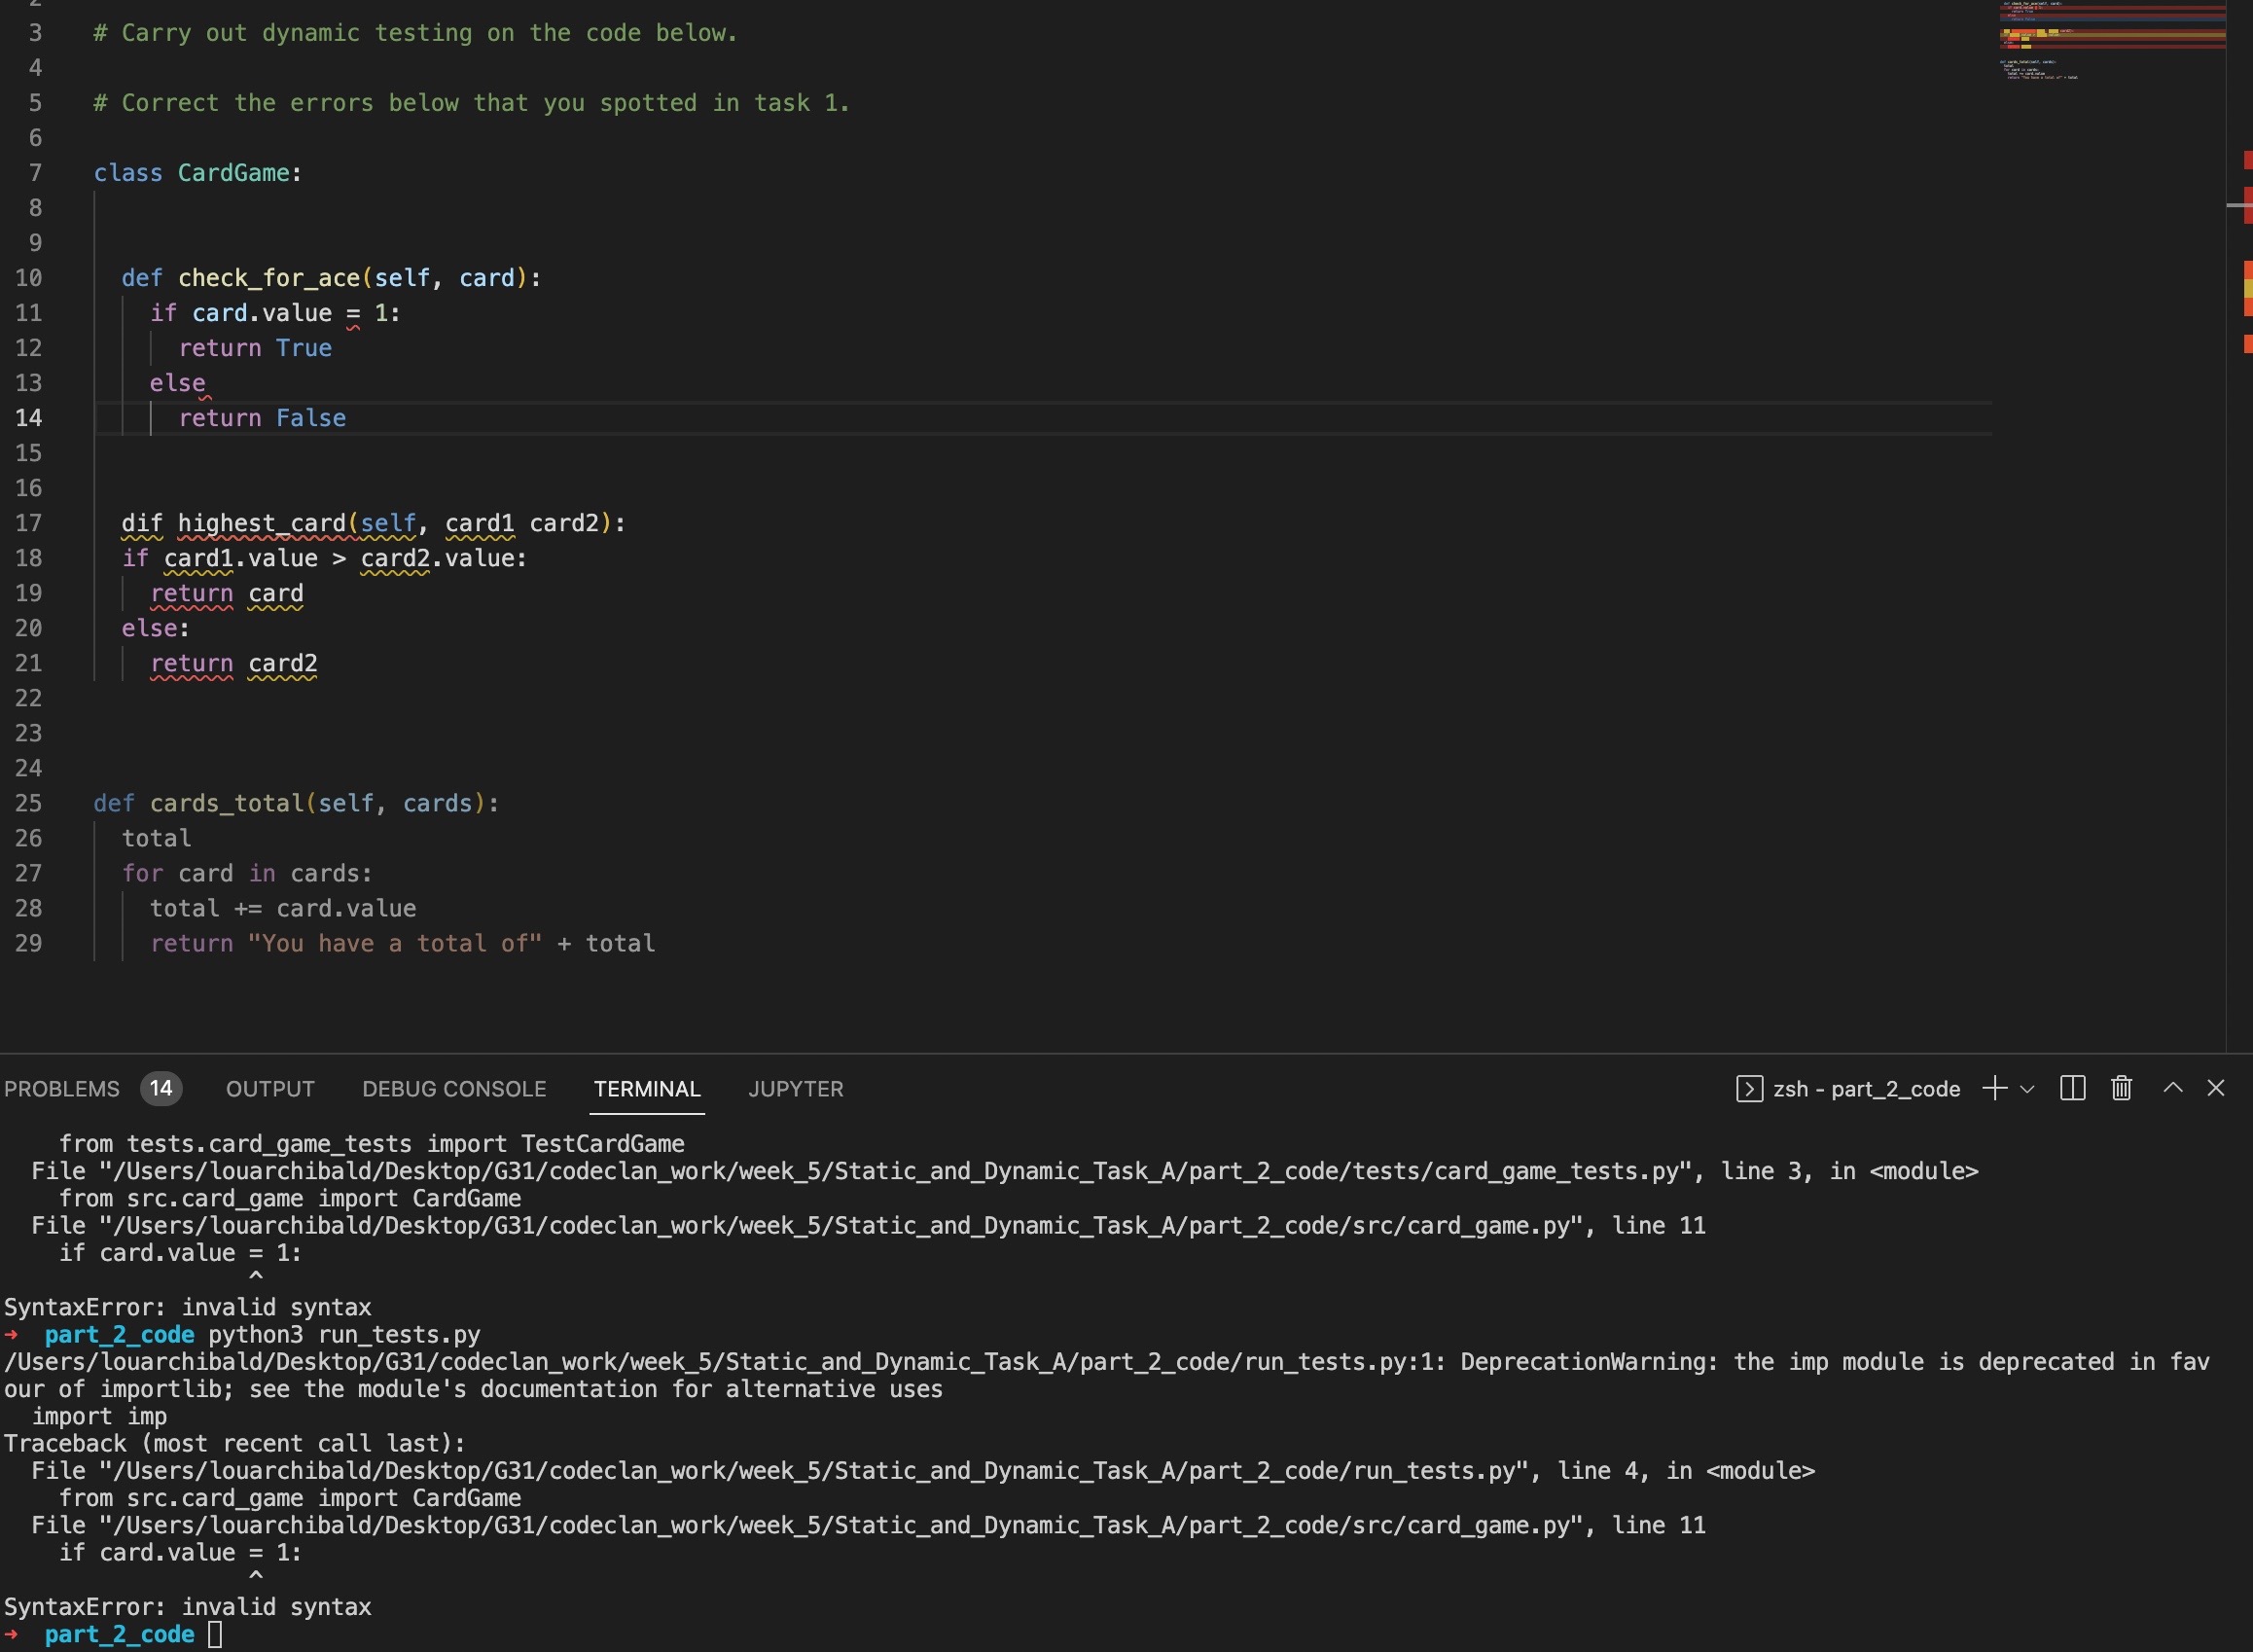 2
3 # Carry out dynamic testing on the code below.
4
5 # Correct the errors below that you spotted in task 1.
6
7 class CardGame:
8
9
10 def check_for_ace(self, card):
11 if card.value = 1:
12 return True
13 else
14 return False
15
16
17 dif highest_card(self, card1 card2):
18 if card1.value > card2.value:
19 return card
20 else:
21 return card2
22
23
24
25 def cards_total(self, cards):
26 total
27 for card in cards:
28 total += card.value
29 return "You have a total of" + total
PROBLEMS 14 OUTPUT DEBUG CONSOLE TERMINAL JUPYTER zsh - part_2_code
from tests.card_game_tests import TestCardGame
File "/Users/louarchibald/Desktop/G31/codeclan_work/week_5/Static_and_Dynamic_Task_A/part_2_code/tests/card_game_tests.py", line 3, in <module>
from src.card_game import CardGame
File "/Users/louarchibald/Desktop/G31/codeclan_work/week_5/Static_and_Dynamic_Task_A/part_2_code/src/card_game.py", line 11
if card.value = 1:
^
SyntaxError: invalid syntax
➜ part_2_code python3 run_tests.py
/Users/louarchibald/Desktop/G31/codeclan_work/week_5/Static_and_Dynamic_Task_A/part_2_code/run_tests.py:1: DeprecationWarning: the imp module is deprecated in fav
our of importlib; see the module's documentation for alternative uses
import imp
Traceback (most recent call last):
File "/Users/louarchibald/Desktop/G31/codeclan_work/week_5/Static_and_Dynamic_Task_A/part_2_code/run_tests.py", line 4, in <module>
from src.card_game import CardGame
File "/Users/louarchibald/Desktop/G31/codeclan_work/week_5/Static_and_Dynamic_Task_A/part_2_code/src/card_game.py", line 11
if card.value = 1:
^
SyntaxError: invalid syntax
➜ part_2_code